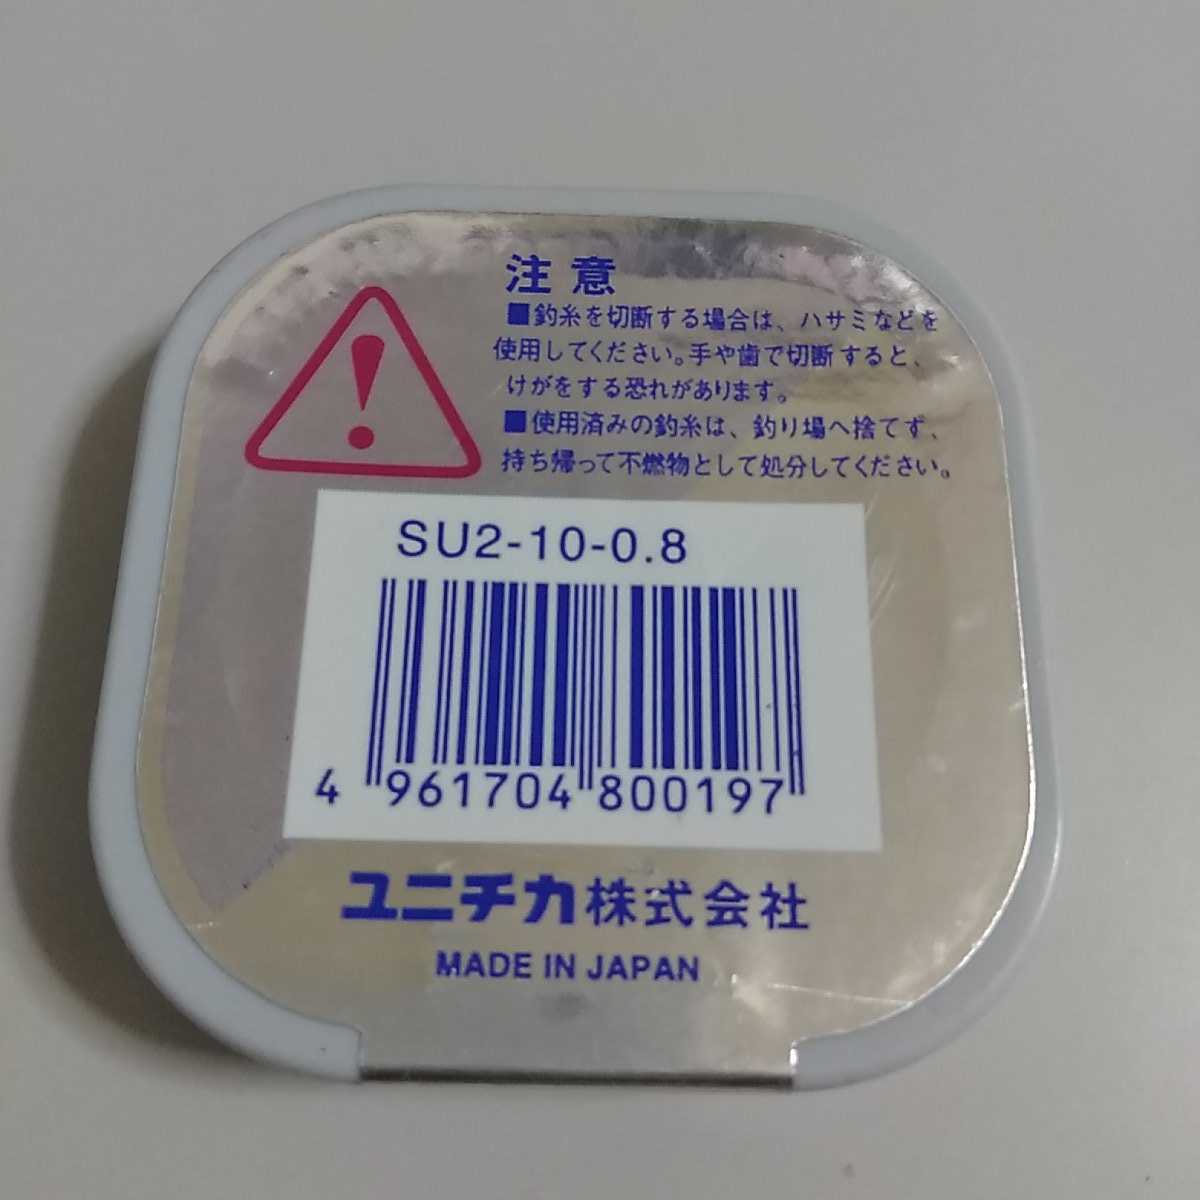 注意
■釣糸を切断する場合は、ハサミなどを
使用してください。手や歯で切断すると、
けがをする恐れがあります。
■使用済みの釣糸は、釣り場へ捨てず、
持ち帰って不燃物として処分してください。
SU2-10-0.8
4 961704 800197
ユニチカ株式会社
MADE IN JAPAN